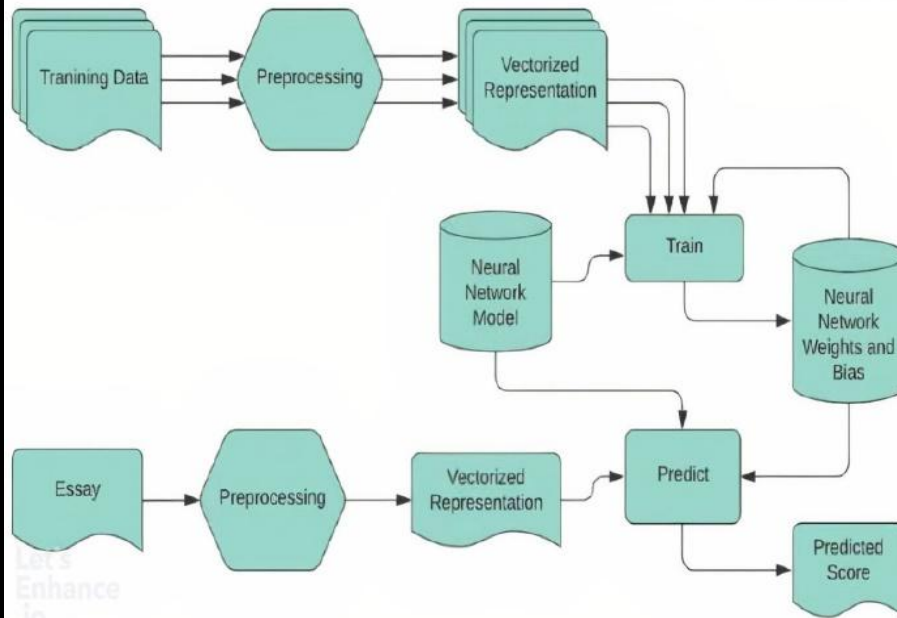 Tranining Data
Preprocessing
Vectorized
Representation
Train
Neural
Network
Model
Neural
Network
Weights and
Bias
Essay
Preprocessing
Vectorized
Representation
Predict
Predicted
Score
Let's
Enhance
.io